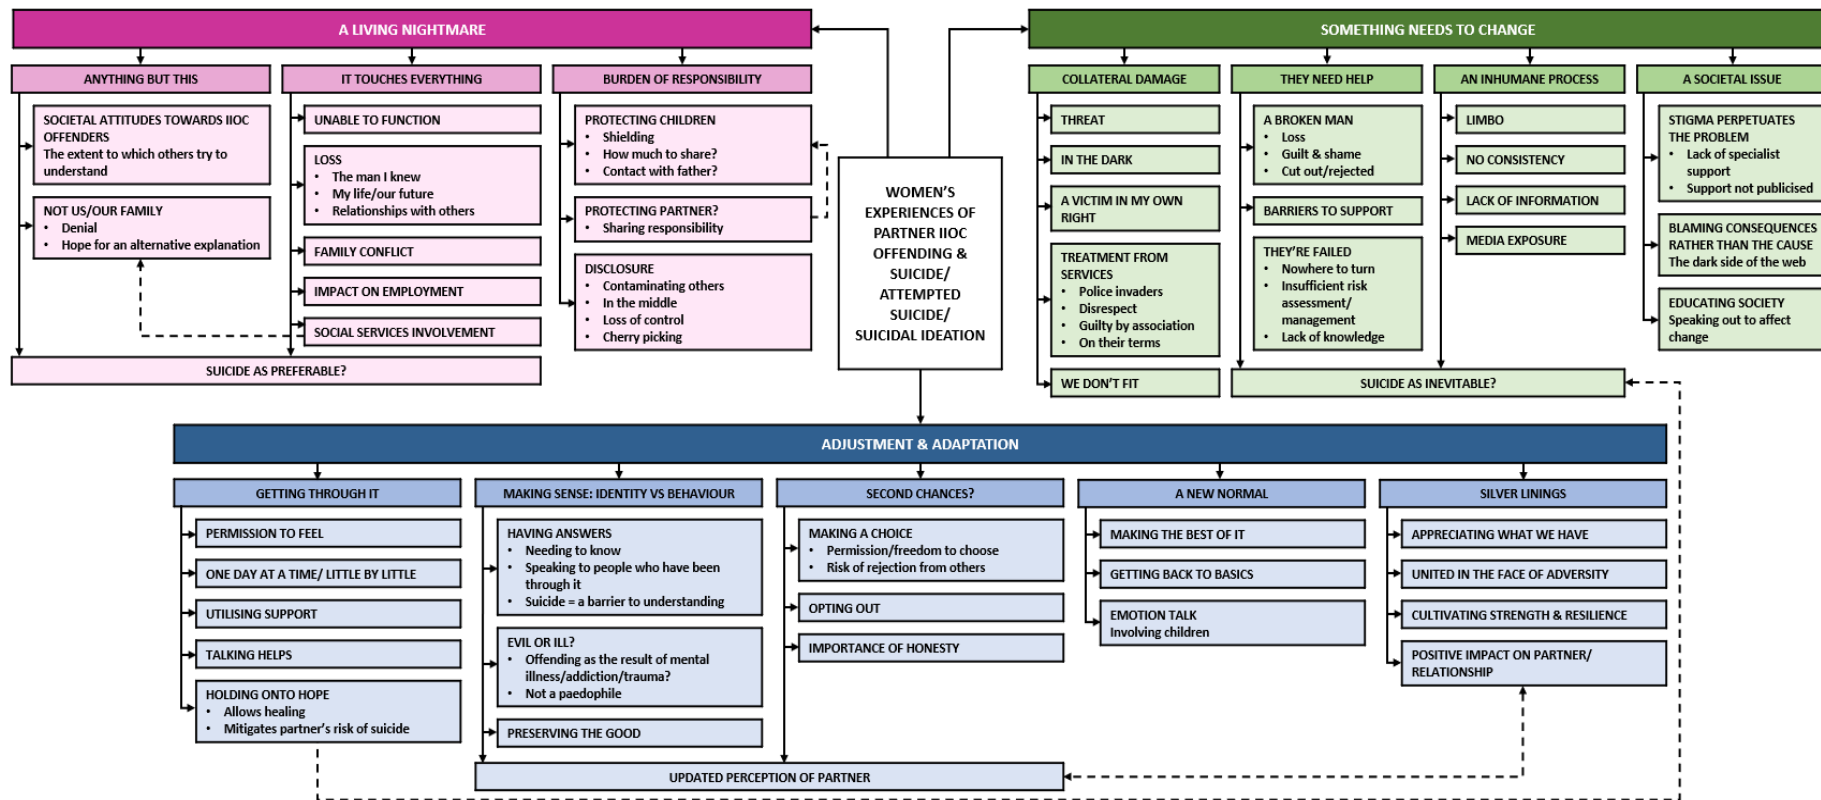 A LIVING NIGHTMARE
ANYTHING BUT THIS
SOCIETAL ATTITUDES TOWARDS IIOC
OFFENDERS
The extent to which others try to
understand
NOT US/OUR FAMILY
• Denial
• Hope for an alternative explanation
IT TOUCHES EVERYTHING
UNABLE TO FUNCTION
LOSS
• The man I knew
• My life/our future
• Relationships with others
FAMILY CONFLICT
IMPACT ON EMPLOYMENT
SOCIAL SERVICES INVOLVEMENT
SUICIDE AS PREFERABLE?
BURDEN OF RESPONSIBILITY
PROTECTING CHILDREN
• Shielding
• How much to share?
• Contact with father?
PROTECTING PARTNER?
• Sharing responsibility
DISCLOSURE
• Contaminating others
• In the middle
• Loss of control
• Cherry picking
WOMEN'S
EXPERIENCES OF
PARTNER IIOC
OFFENDING &
SUICIDE/
ATTEMPTED
SUICIDE/
SUICIDAL IDEATION
SOMETHING NEEDS TO CHANGE
COLLATERAL DAMAGE
THREAT
IN THE DARK
A VICTIM IN MY OWN
RIGHT
TREATMENT FROM
SERVICES
• Police invaders
• Disrespect
• Guilty by association
• On their terms
WE DON'T FIT
THEY NEED HELP
A BROKEN MAN
• Loss
• Guilt & shame
• Cut out/rejected
BARRIERS TO SUPPORT
THEY'RE FAILED
• Nowhere to turn
• Insufficient risk
assessment/
management
• Lack of knowledge
AN INHUMANE PROCESS
LIMBO
NO CONSISTENCY
LACK OF INFORMATION
MEDIA EXPOSURE
SUICIDE AS INEVITABLE?
A SOCIETAL ISSUE
STIGMA PERPETUATES
THE PROBLEM
• Lack of specialist
support
• Support not publicised
BLAMING CONSEQUENCES
RATHER THAN THE CAUSE
The dark side of the web
EDUCATING SOCIETY
Speaking out to affect
change
ADJUSTMENT & ADAPTATION
GETTING THROUGH IT
PERMISSION TO FEEL
ONE DAY AT A TIME/ LITTLE BY LITTLE
UTILISING SUPPORT
TALKING HELPS
HOLDING ONTO HOPE
• Allows healing
• Mitigates partner's risk of suicide
MAKING SENSE: IDENTITY VS BEHAVIOUR
HAVING ANSWERS
• Needing to know
• Speaking to people who have been
through it
• Suicide = a barrier to understanding
EVIL OR ILL?
• Offending as the result of mental
illness/addiction/trauma?
• Not a paedophile
PRESERVING THE GOOD
SECOND CHANCES?
MAKING A CHOICE
• Permission/freedom to choose
• Risk of rejection from others
OPTING OUT
IMPORTANCE OF HONESTY
UPDATED PERCEPTION OF PARTNER
A NEW NORMAL
MAKING THE BEST OF IT
GETTING BACK TO BASICS
EMOTION TALK
Involving children
SILVER LININGS
APPRECIATING WHAT WE HAVE
UNITED IN THE FACE OF ADVERSITY
CULTIVATING STRENGTH & RESILIENCE
POSITIVE IMPACT ON PARTNER/
RELATIONSHIP